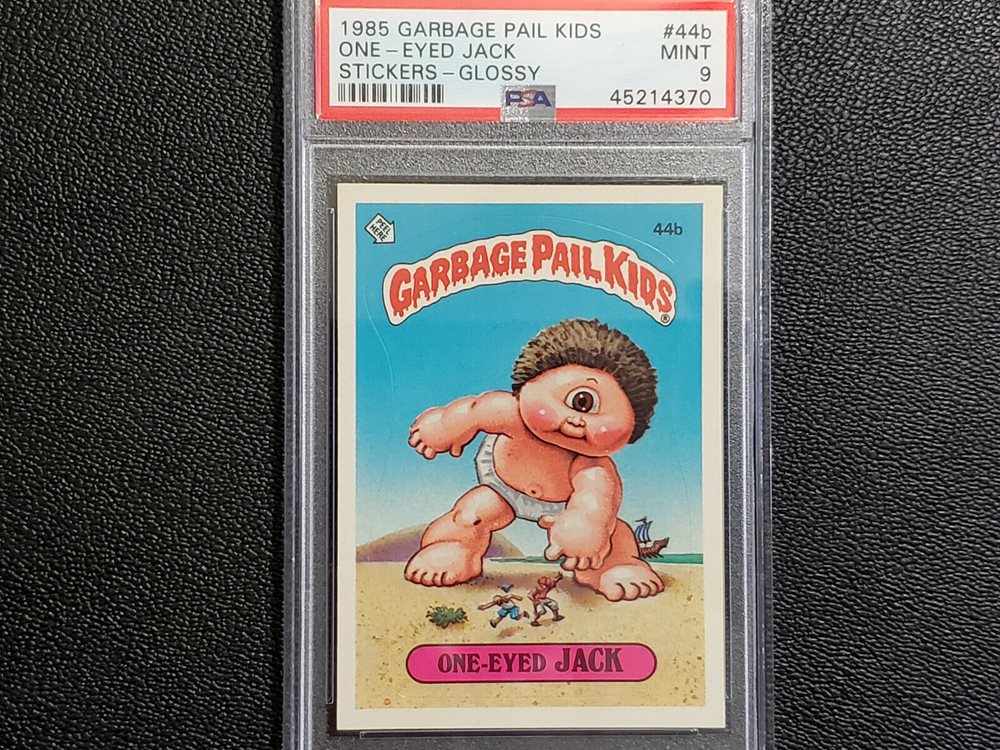 1985 GARBAGE PAIL KIDS #44b
ONE-EYED JACK MINT
STICKERS-GLOSSY 9
PSA 45214370
PEEL HERE
44b
GARBAGE PAIL KIDS®
ONE-EYED JACK